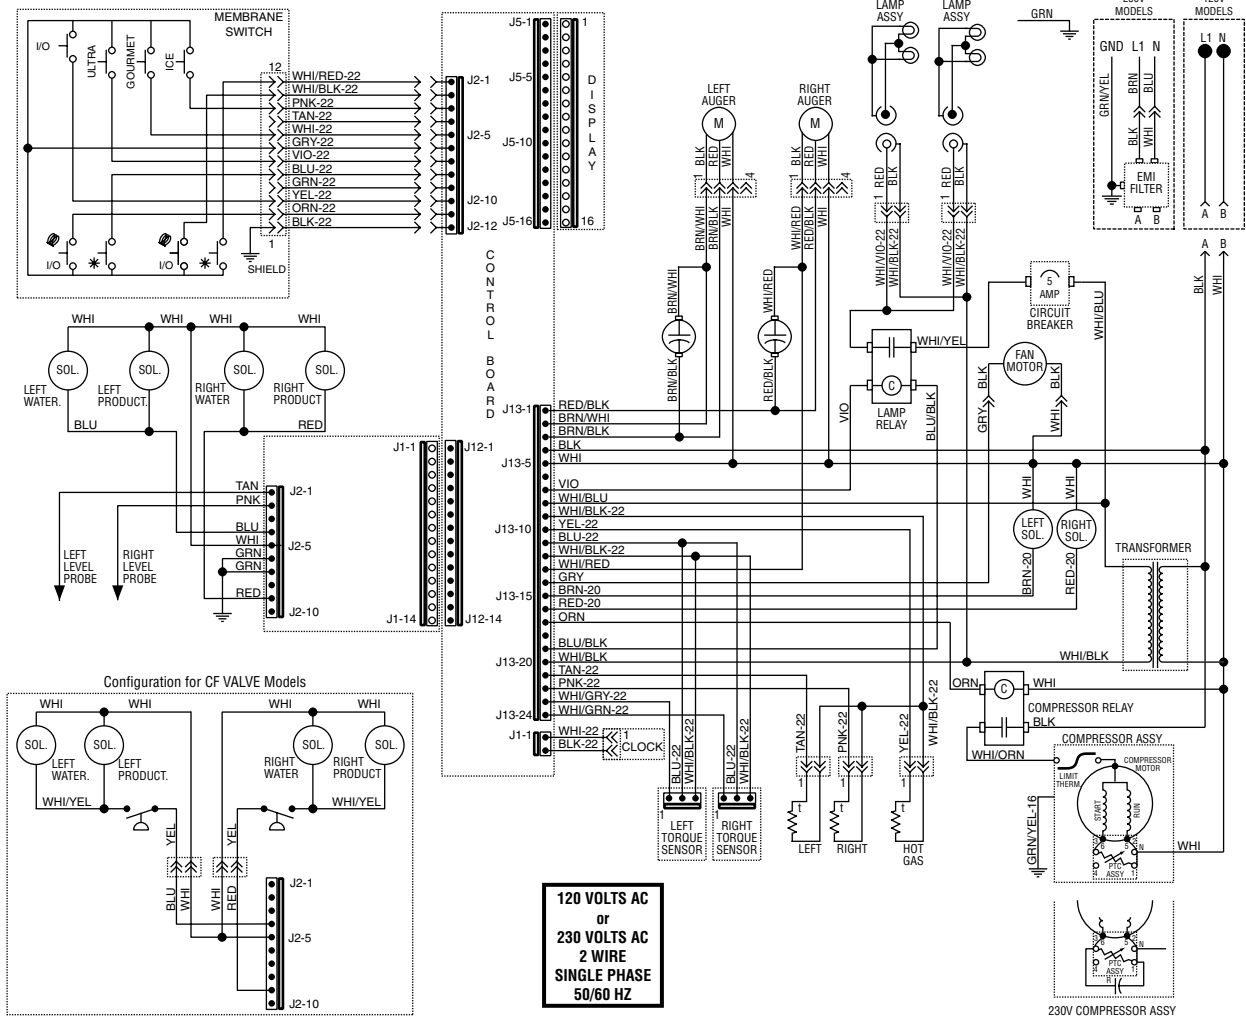 MEMBRANE
SWITCH
I/O
ULTRA
GOURMET
ICE
12
WHI/RED-22
WHI/BLK-22
PNK-22
TAN-22
WHI-22
GRY-22
VIO-22
BLU-22
GRN-22
YEL-22
ORN-22
BLK-22
1
SHIELD
I/O
I/O
J2-1
J2-5
J2-10
J2-12
J5-1
J5-5
J5-10
J5-16
1
16
DISPLAY
CONTROL BOARD
LEFT
AUGER
M
BLK
RED
WHI
1
4
BRN/WHI
BRN/BLK
WHI
BRN/WHI
BRN/BLK
RIGHT
AUGER
M
BLK
RED
WHI
1
4
WHI/RED
RED/BLK
WHI
WHI/RED
RED/BLK
LAMP
ASSY
LAMP
ASSY
1
RED
BLK
WHI/VIO-22
WHI/BLK-22
1
RED
BLK
WHI/VIO-22
WHI/BLK-22
GRN
230V
MODELS
GND L1 N
GRN/YEL
BRN
BLU
BLK
WHI
EMI
FILTER
A B
120V
MODELS
L1 N
A B
A B
BLK
WHI
5
AMP
CIRCUIT
BREAKER
WHI/BLU
WHI/YEL
C
LAMP
RELAY
VIO
BLU/BLK
FAN
MOTOR
BLK
BLK
GRY
WHI
WHI WHI WHI WHI
SOL.
SOL.
SOL.
SOL.
LEFT
WATER.
LEFT
PRODUCT.
RIGHT
WATER
RIGHT
PRODUCT
BLU
RED
TAN
PNK
BLU
WHI
GRN
GRN
RED
J2-1
J2-5
J2-10
LEFT
LEVEL
PROBE
RIGHT
LEVEL
PROBE
J1-1
J1-14
J12-1
J12-14
J13-1
J13-5
J13-10
J13-15
J13-20
J13-24
RED/BLK
BRN/WHI
BRN/BLK
BLK
WHI
VIO
WHI/BLU
WHI/BLK-22
YEL-22
BLU-22
WHI/BLK-22
WHI/RED
GRY
BRN-20
RED-20
ORN
BLU/BLK
WHI/BLK
TAN-22
PNK-22
WHI/GRY-22
WHI/GRN-22
J1-1
WHI-22
BLK-22
1
CLOCK
WHI
WHI
LEFT
SOL.
RIGHT
SOL.
BRN-20
RED-20
TRANSFORMER
WHI/BLK
BLU-22
WHI/BLK-22
BLU-22
WHI/BLK-22
1
LEFT
TORQUE
SENSOR
1
RIGHT
TORQUE
SENSOR
TAN-22
PNK-22
YEL-22
WHI/BLK-22
1
1
1
t
t
t
LEFT
RIGHT
HOT
GAS
ORN
C
WHI
COMPRESSOR RELAY
BLK
WHI/ORN
COMPRESSOR ASSY
COMPRESSOR
MOTOR
LIMIT
THERM.
START
RUN
GRN/YEL-16
6
5
N
PTC
ASSY
4
1
WHI
6
5
N
PTC
ASSY
4
1
R
230V COMPRESSOR ASSY
Configuration for CF VALVE Models
WHI WHI WHI WHI
SOL.
SOL.
SOL.
SOL.
LEFT
WATER.
LEFT
PRODUCT.
RIGHT
WATER
RIGHT
PRODUCT
WHI/YEL
WHI/YEL
YEL
YEL
BLU
WHI
WHI
RED
J2-1
J2-5
J2-10
120 VOLTS AC
or
230 VOLTS AC
2 WIRE
SINGLE PHASE
50/60 HZ